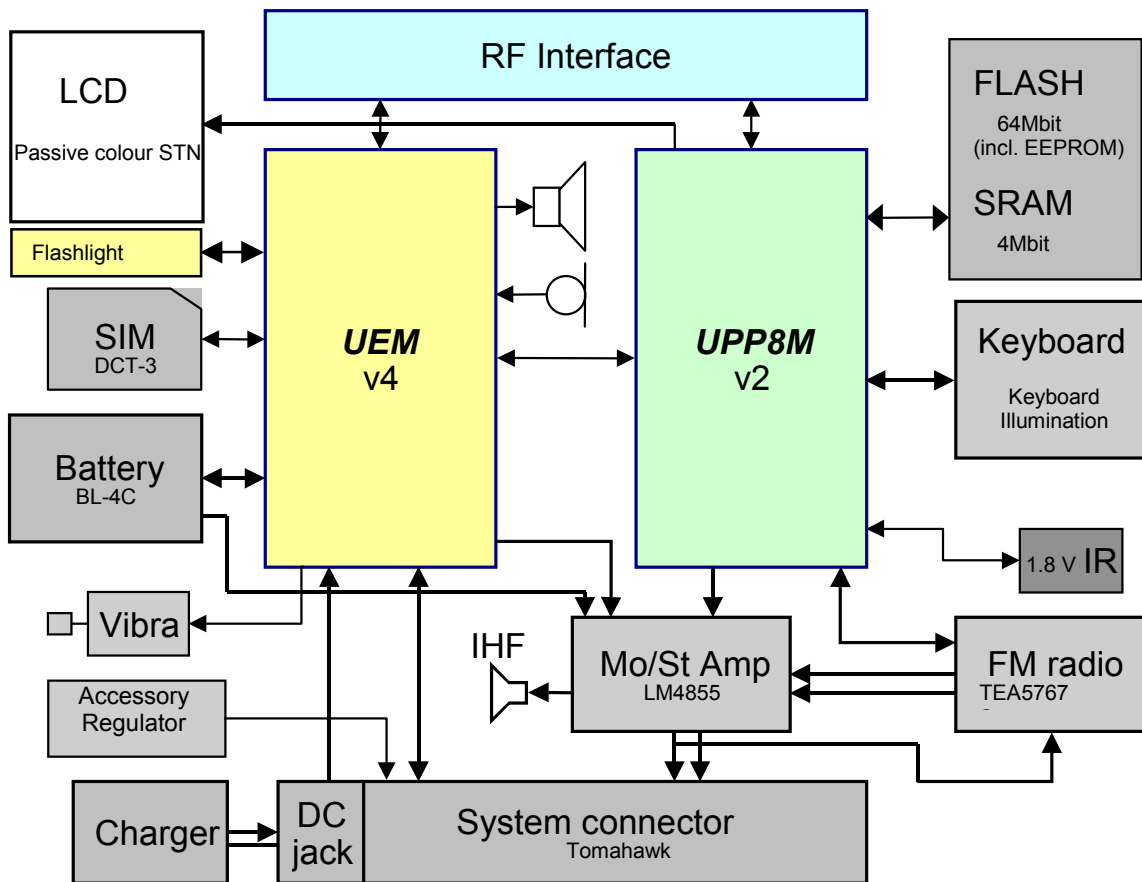 RF Interface
LCD
Passive colour STN
FLASH
64Mbit
(incl. EEPROM)
SRAM
4Mbit
Flashlight
SIM
DCT-3
UEM
v4
UPP8M
v2
Keyboard
Keyboard
Illumination
Battery
BL-4C
1.8 V IR
Vibra
IHF
Mo/St Amp
LM4855
FM radio
TEA5767
Accessory
Regulator
Charger
DC
jack
System connector
Tomahawk